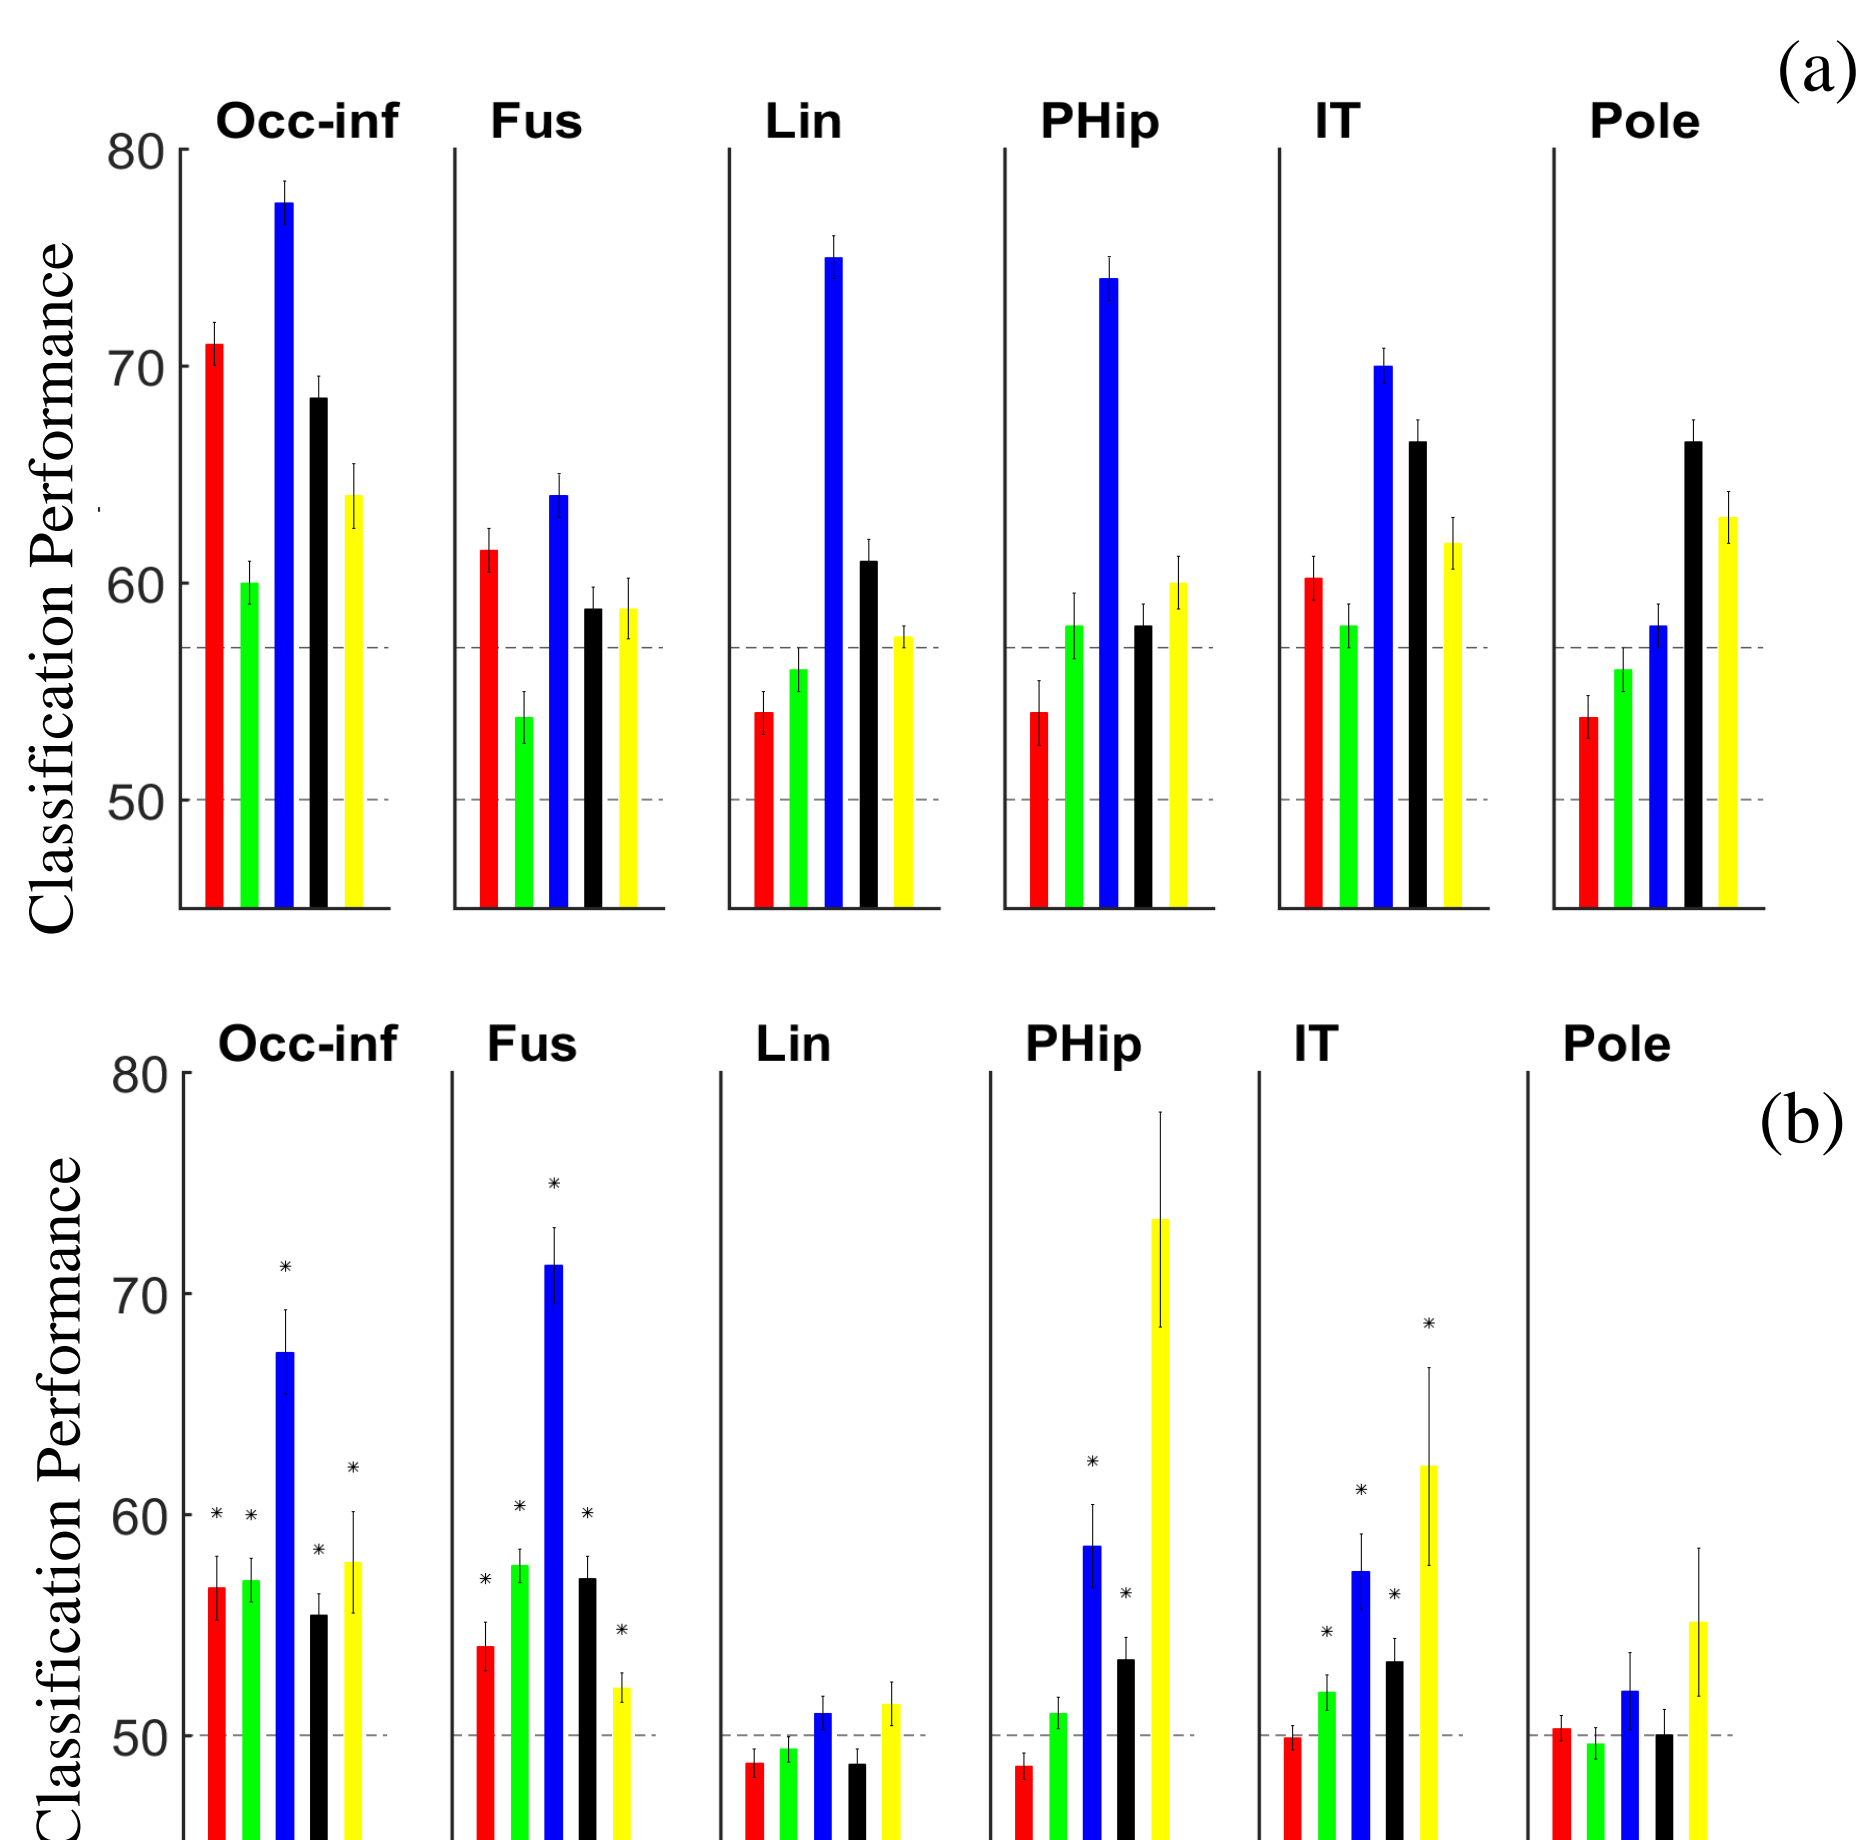 (a)
Occ-inf Fus Lin PHip IT Pole
80
70
60
50
Classification Performance
Occ-inf Fus Lin PHip IT Pole
80
(b)
* * * * *
* * * * *
* *
* * * *
70
60
50
Classification Performance